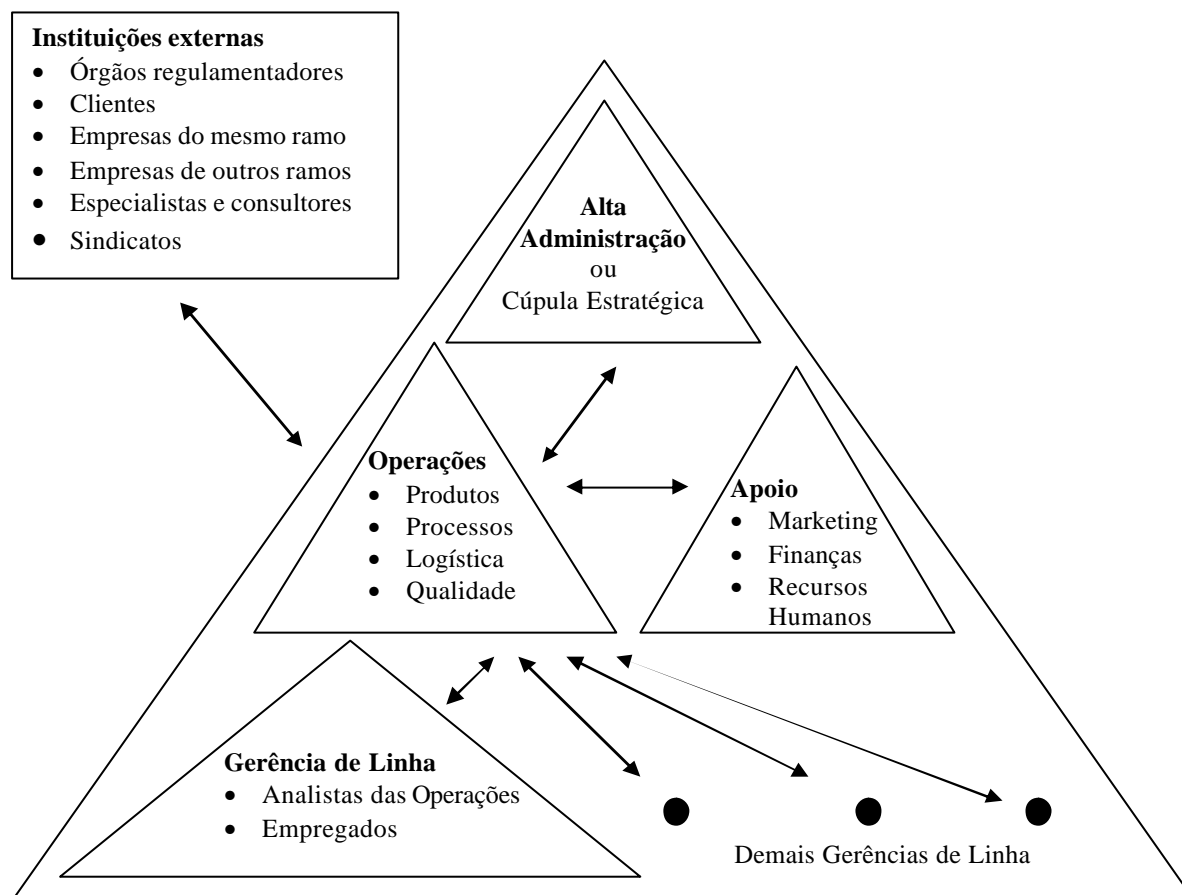 Instituições externas
• Órgãos regulamentadores
• Clientes
• Empresas do mesmo ramo
• Empresas de outros ramos
• Especialistas e consultores
• Sindicatos
Alta
Administração
ou
Cúpula Estratégica
Operações
• Produtos
• Processos
• Logística
• Qualidade
Apoio
• Marketing
• Finanças
• Recursos
Humanos
Gerência de Linha
• Analistas das Operações
• Empregados
Demais Gerências de Linha